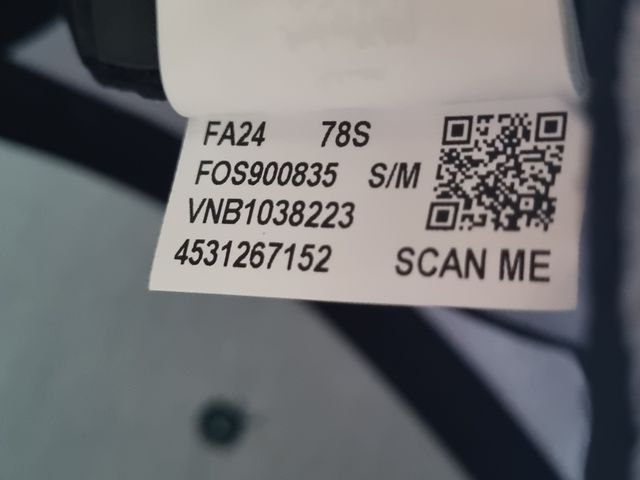 FA24 78S
FOS900835 S/M
VNB1038223
4531267152 SCAN ME